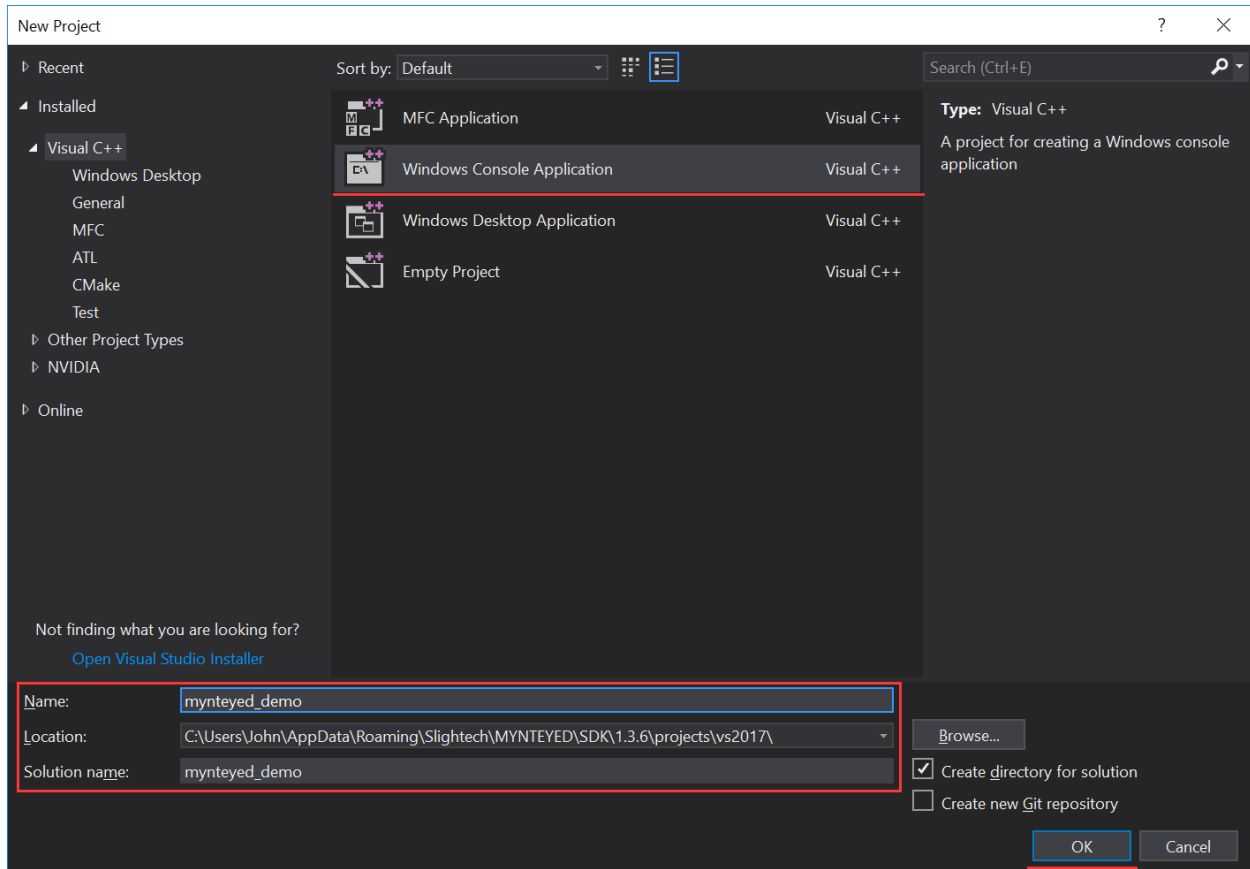 New Project
?
Recent
Installed
Visual C++
Windows Desktop
General
MFC
ATL
CMake
Test
Other Project Types
NVIDIA
Online
Not finding what you are looking for?
Open Visual Studio Installer
Sort by: Default
MFC
MFC Application Visual C++
C:\
Windows Console Application Visual C++
Windows Desktop Application Visual C++
Empty Project Visual C++
Search (Ctrl+E)
Type: Visual C++
A project for creating a Windows console
application
Name: mynteyed_demo
Location: C:\Users\John\AppData\Roaming\Slightech\MYNTEYED\SDK\1.3.6\projects\vs2017\
Browse...
Solution name: mynteyed_demo
Create directory for solution
Create new Git repository
OK Cancel